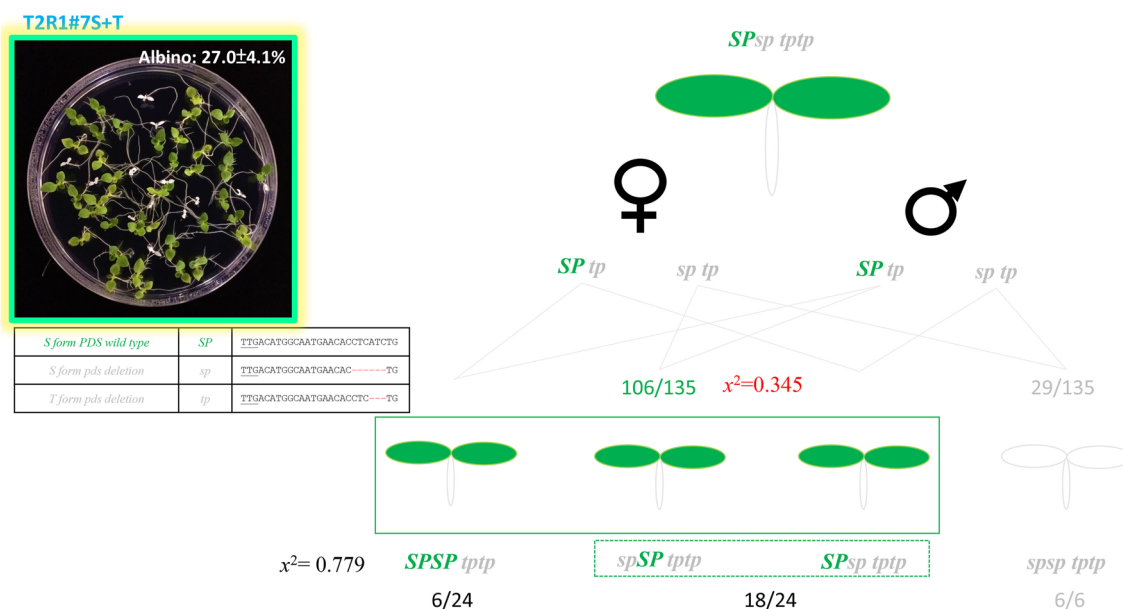 T2R1#7S+T
Albino: 27.0±4.1%
SPsp tptp
♀ ♂
SP tp sp tp SP tp sp tp
S form PDS wild type SP TTGACATGGCAATGAACACCTCATCTG
S form pds deletion sp TTGACATGGCAATGAACAC------TG
T form pds deletion tp TTGACATGGCAATGAACACCTC---TG
106/135 x²=0.345 29/135
x²= 0.779 SPSP tptp spSP tptp SPsp tptp spsp tptp
6/24 18/24 6/6